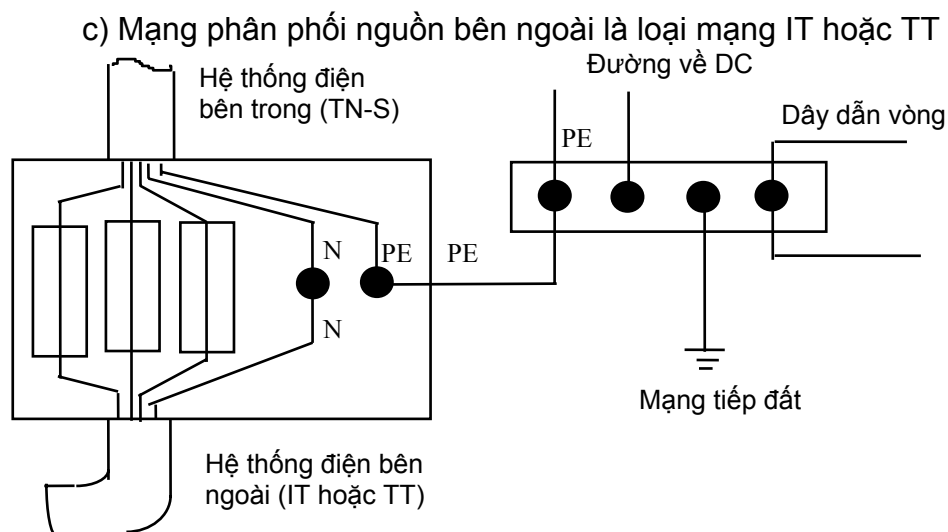 c) Mạng phân phối nguồn bên ngoài là loại mạng IT hoặc TT
Hệ thống điện
bên trong (TN-S)
Đường về DC
Dây dẫn vòng
PE
N
PE
PE
N
Mạng tiếp đất
Hệ thống điện bên
ngoài (IT hoặc TT)